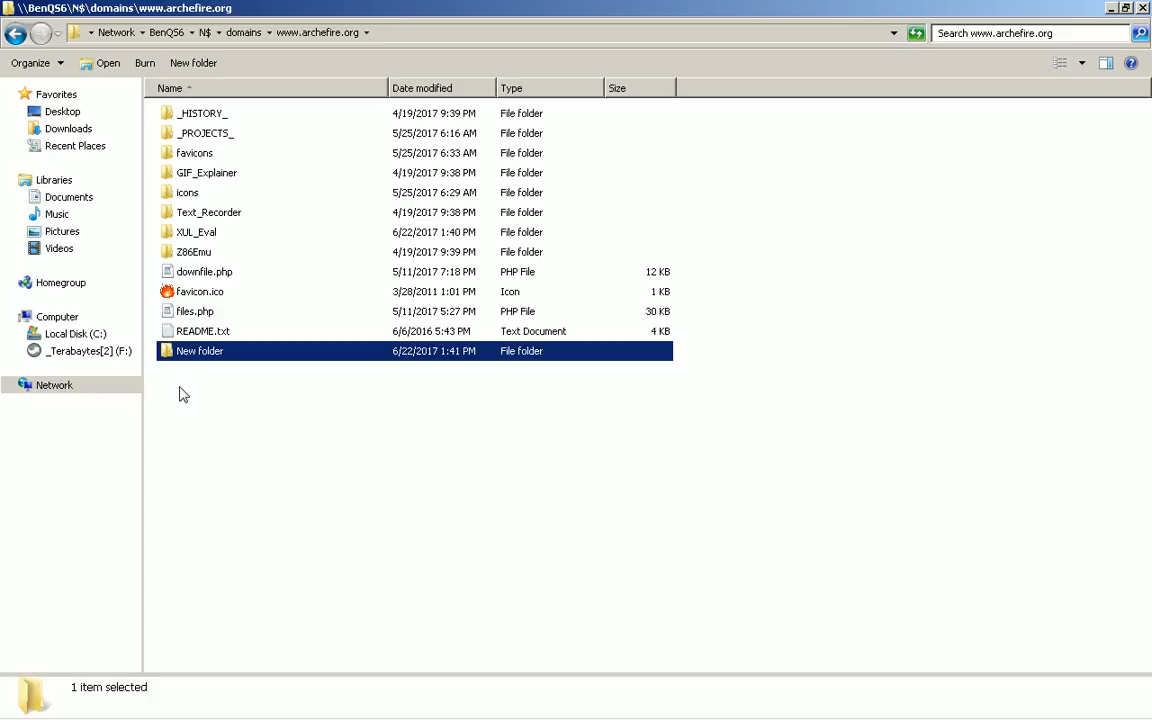 \\BenQS6\N$\domains\www.archefire.org
Network BenQS6 N$ domains www.archefire.org Search www.archefire.org
Organize Open Burn New folder
Favorites
Desktop
Downloads
Recent Places
Libraries
Documents
Music
Pictures
Videos
Homegroup
Computer
Local Disk (C:)
_Terabaytes[2] (F:)
Network
Name Date modified Type Size
_HISTORY_ 4/19/2017 9:39 PM File folder
_PROJECTS_ 5/25/2017 6:16 AM File folder
favicons 5/25/2017 6:33 AM File folder
GIF_Explainer 4/19/2017 9:38 PM File folder
icons 5/25/2017 6:29 AM File folder
Text_Recorder 4/19/2017 9:38 PM File folder
XUL_Eval 6/22/2017 1:40 PM File folder
Z86Emu 4/19/2017 9:39 PM File folder
downfile.php 5/11/2017 7:18 PM PHP File 12 KB
favicon.ico 3/28/2011 1:01 PM Icon 1 KB
files.php 5/11/2017 5:27 PM PHP File 30 KB
README.txt 6/6/2016 5:43 PM Text Document 4 KB
New folder 6/22/2017 1:41 PM File folder
1 item selected